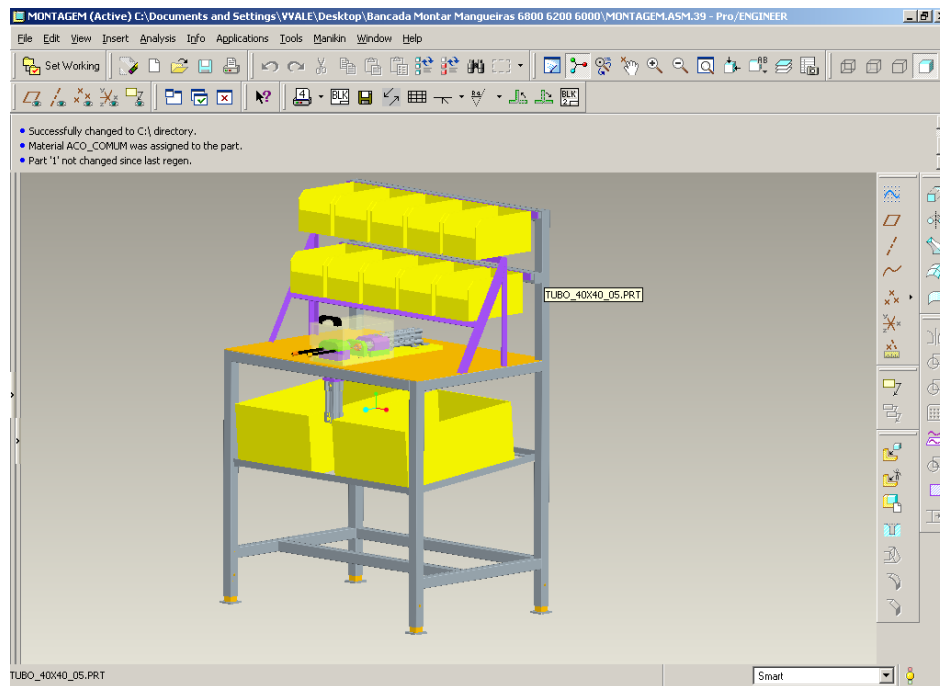 MONTAGEM (Active) C:\Documents and Settings\VVALE\Desktop\Bancada Montar Mangueiras 6800 6200 6000\MONTAGEM.ASM.39 - Pro/ENGINEER
File Edit View Insert Analysis Info Applications Tools Manikin Window Help
Set Working
4 BLK BLK
Successfully changed to C:\ directory.
Material ACO_COMUM was assigned to the part.
Part '1' not changed since last regen.
TUBO_40X40_05.PRT
TUBO_40X40_05.PRT Smart